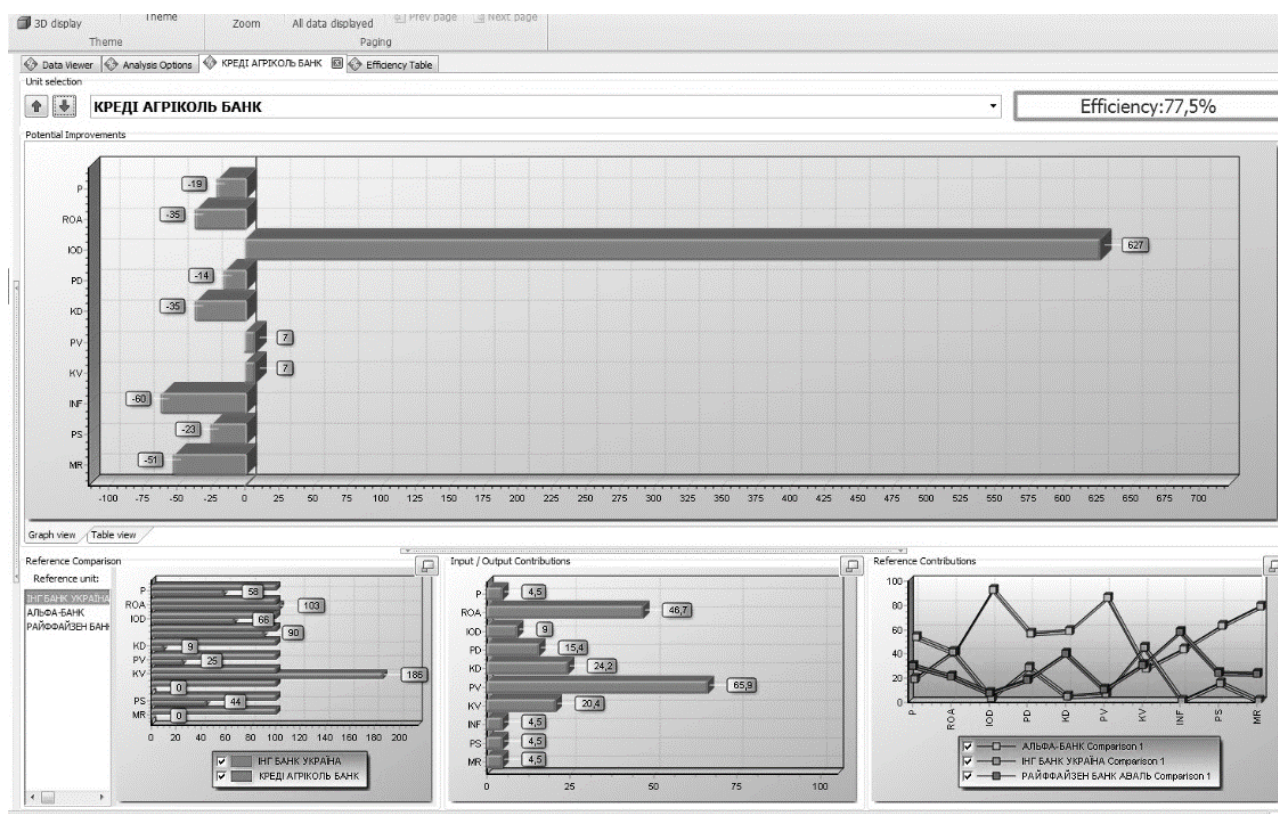 3D display
Theme
Zoom
All data displayed
Prev page
Next page
Theme
Paging
Data Viewer
Analysis Options
КРЕДІ АГРІКОЛЬ БАНК
Efficiency Table
Unit selection
КРЕДІ АГРІКОЛЬ БАНК
Efficiency:77,5%
Potential Improvements
P
-19
ROA
-35
IOD
627
PD
-14
KD
-35
PV
7
KV
7
INF
-60
PS
-23
MR
-51
-100 -75 -50 -25 0 25 50 75 100 125 150 175 200 225 250 275 300 325 350 375 400 425 450 475 500 525 550 575 600 625 650 675 700
Graph view
Table view
Reference Comparison
Reference unit:
ІНГ БАНК УКРАЇНА
АЛЬФА-БАНК
РАЙФФАЙЗЕН БАН
P
58
ROA
103
IOD
66
90
KD
9
PV
25
KV
186
0
PS
44
MR
0
0 20 40 60 80 100 120 140 160 180 200
ІНГ БАНК УКРАЇНА
КРЕДІ АГРІКОЛЬ БАНК
Input / Output Contributions
P
4,5
ROA
46,7
IOD
9
PD
15,4
KD
24,2
PV
65,9
KV
20,4
INF
4,5
PS
4,5
MR
4,5
0 25 50 75 100
Reference Contributions
100
80
60
40
20
0
P ROA IOD PD KD PV KV INF PS MR
АЛЬФА-БАНК Comparison 1
ІНГ БАНК УКРАЇНА Comparison 1
РАЙФФАЙЗЕН БАНК АВАЛЬ Comparison 1